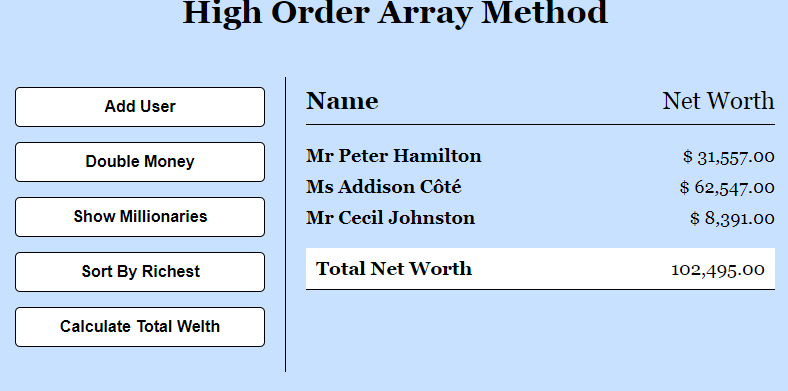 High Order Array Method
Add User
Double Money
Show Millionaries
Sort By Richest
Calculate Total Welth
Name Net Worth
Mr Peter Hamilton $ 31,557.00
Ms Addison Côté $ 62,547.00
Mr Cecil Johnston $ 8,391.00
Total Net Worth 102,495.00